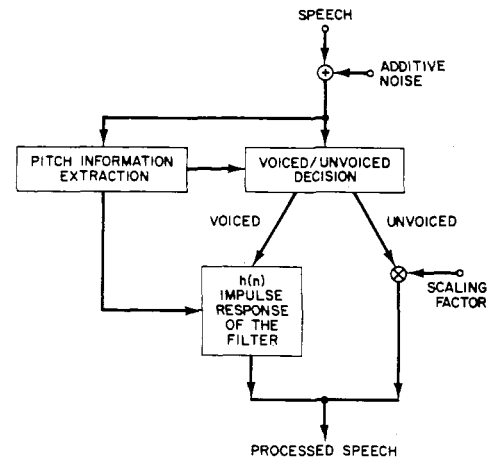 SPEECH
ADDITIVE
NOISE
PITCH INFORMATION
EXTRACTION
VOICED/UNVOICED
DECISION
VOICED
UNVOICED
h(n)
IMPULSE
RESPONSE
OF THE
FILTER
SCALING
FACTOR
PROCESSED SPEECH